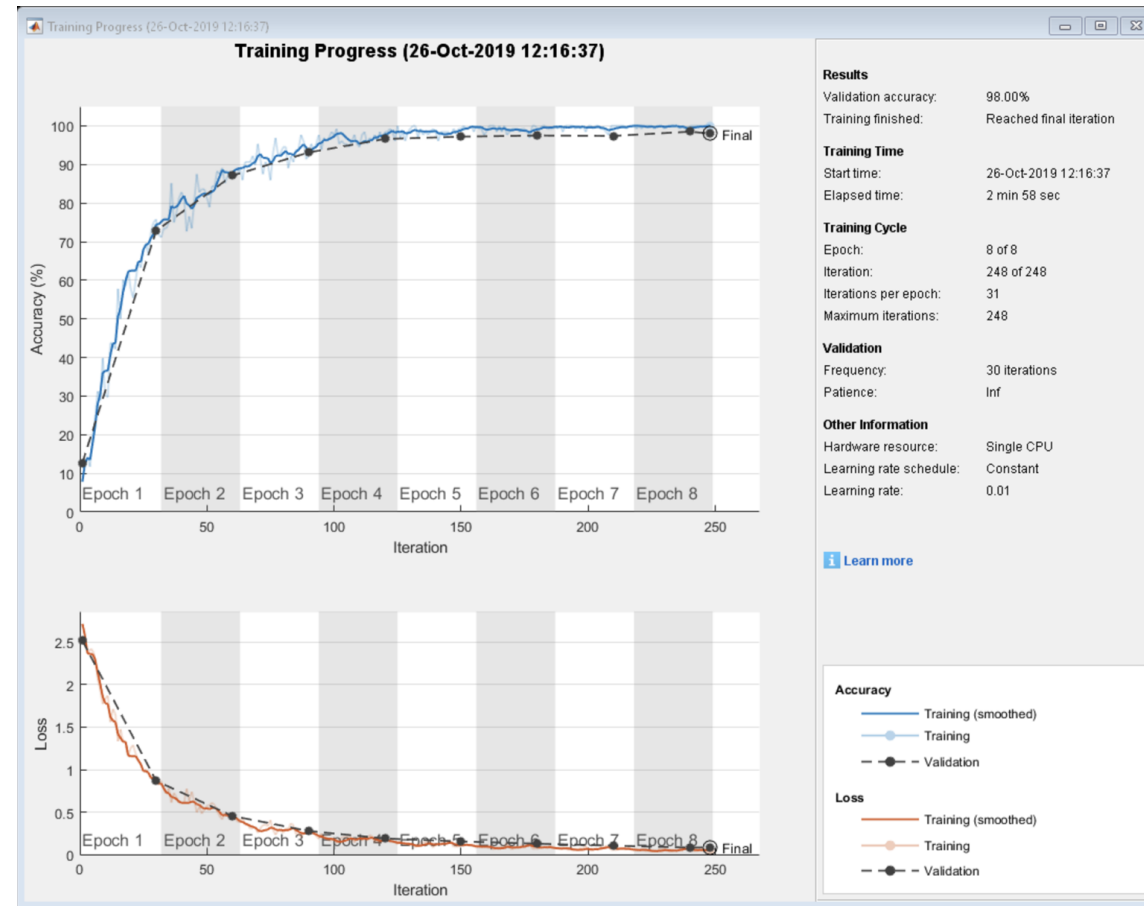 Training Progress (26-Oct-2019 12:16:37)
Training Progress (26-Oct-2019 12:16:37)
100
90
80
70
60
50
40
30
20
10
0
Accuracy (%)
Final
Epoch 1 Epoch 2 Epoch 3 Epoch 4 Epoch 5 Epoch 6 Epoch 7 Epoch 8
0 50 100 150 200 250
Iteration
2.5
2
1.5
1
0.5
0
Loss
Final
Epoch 1 Epoch 2 Epoch 3 Epoch 4 Epoch 5 Epoch 6 Epoch 7 Epoch 8
0 50 100 150 200 250
Iteration
Results
Validation accuracy: 98.00%
Training finished: Reached final iteration
Training Time
Start time: 26-Oct-2019 12:16:37
Elapsed time: 2 min 58 sec
Training Cycle
Epoch: 8 of 8
Iteration: 248 of 248
Iterations per epoch: 31
Maximum iterations: 248
Validation
Frequency: 30 iterations
Patience: Inf
Other Information
Hardware resource: Single CPU
Learning rate schedule: Constant
Learning rate: 0.01
i Learn more
Accuracy
Training (smoothed)
Training
Validation
Loss
Training (smoothed)
Training
Validation